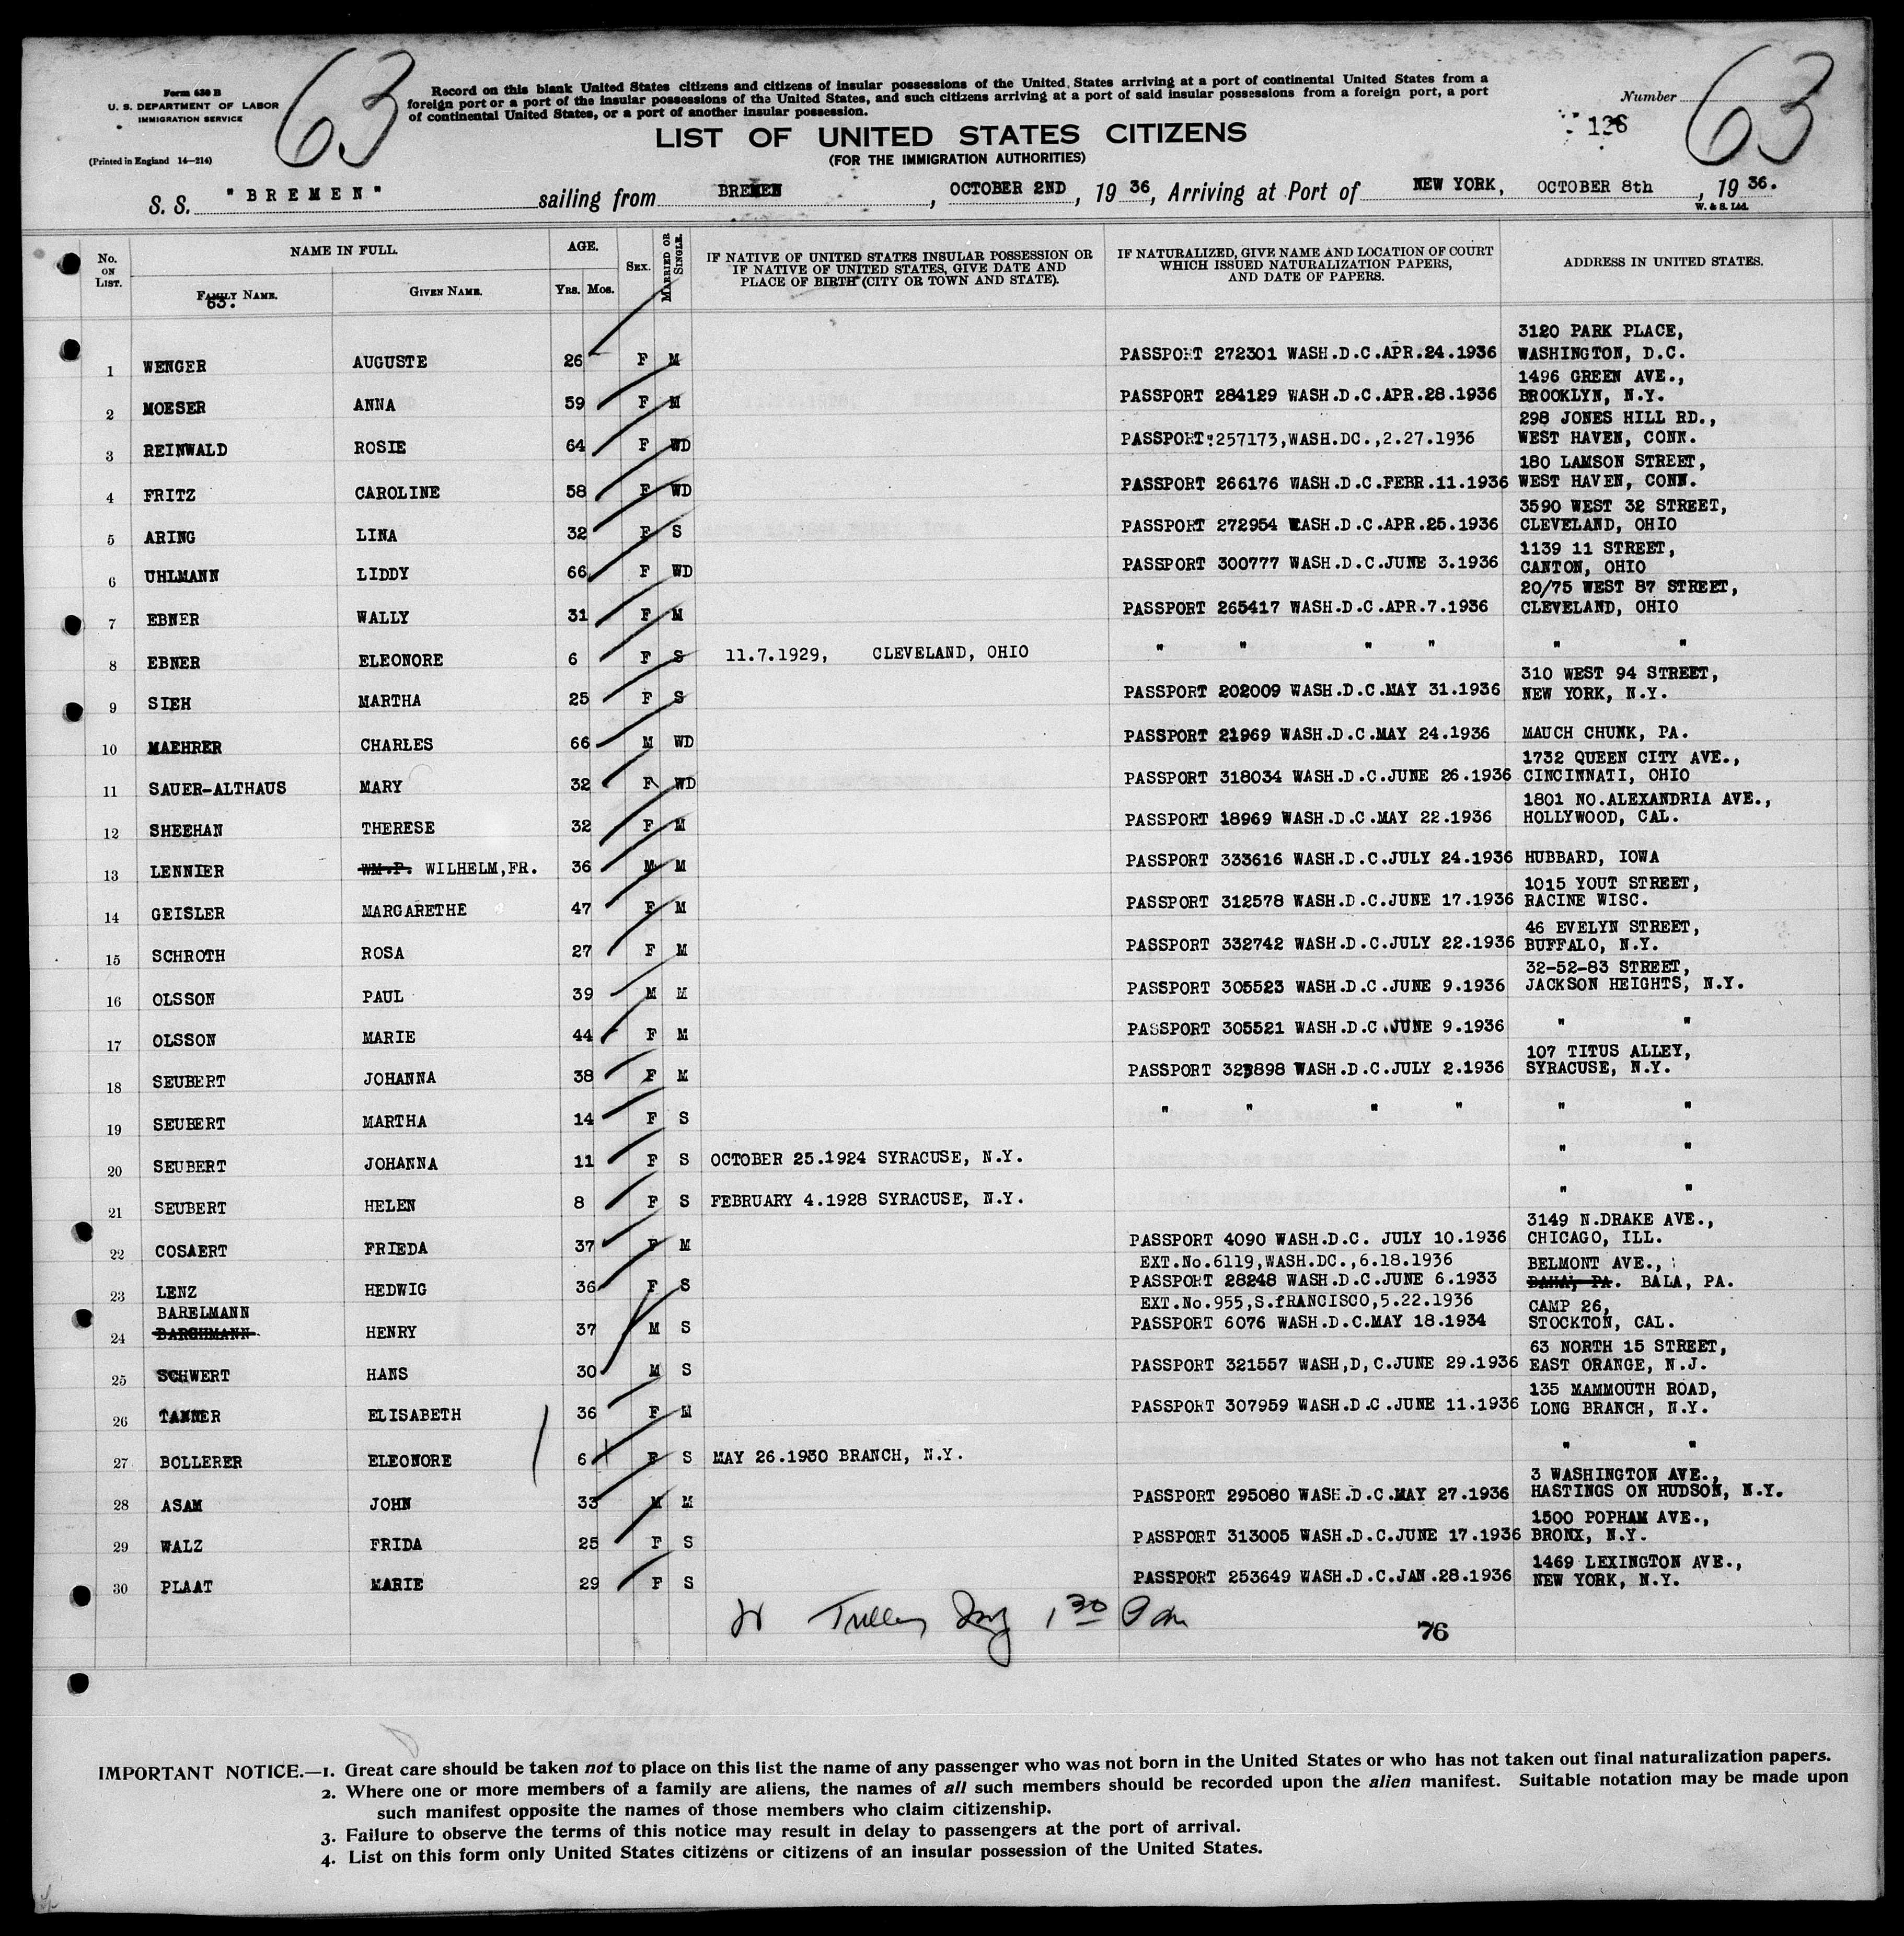 63
63
Form 630 B
U. S. DEPARTMENT OF LABOR
IMMIGRATION SERVICE
(Printed in England 14—214)
Record on this blank United States citizens and citizens of insular possessions of the United States arriving at a port of continental United States from a
foreign port or a port of the insular possessions of the United States, and such citizens arriving at a port of said insular possessions from a foreign port, a port
of continental United States, or a port of another insular possession.
Number
126
LIST OF UNITED STATES CITIZENS
(FOR THE IMMIGRATION AUTHORITIES)
S. S. "BREMEN" sailing from BREMEN, OCTOBER 2ND, 19 36, Arriving at Port of NEW YORK, OCTOBER 8th, 19 36.
W. & S. Ltd.
No. ON LIST. NAME IN FULL. FAMILY NAME. GIVEN NAME. AGE. YRS. MOS. SEX. MARRIED OR SINGLE. IF NATIVE OF UNITED STATES INSULAR POSSESSION OR IF NATIVE OF UNITED STATES, GIVE DATE AND PLACE OF BIRTH (CITY OR TOWN AND STATE). IF NATURALIZED, GIVE NAME AND LOCATION OF COURT WHICH ISSUED NATURALIZATION PAPERS, AND DATE OF PAPERS. ADDRESS IN UNITED STATES.
63.
1 WENGER AUGUSTE 26 F M PASSPORT 272301 WASH.D.C.APR.24.1936 3120 PARK PLACE, WASHINGTON, D.C.
2 MOESER ANNA 59 F M PASSPORT 284129 WASH.D.C.APR.28.1936 1496 GREEN AVE., BROOKLYN, N.Y.
3 REINWALD ROSIE 64 F WD PASSPORT:257173,WASH.DC.,2.27.1936 298 JONES HILL RD., WEST HAVEN, CONN.
4 FRITZ CAROLINE 58 F WD PASSPORT 266176 WASH.D.C.FEBR.11.1936 180 LAMSON STREET, WEST HAVEN, CONN.
5 ARING LINA 32 F S PASSPORT 272954 WASH.D.C.APR.25.1936 3590 WEST 32 STREET, CLEVELAND, OHIO
6 UHLMANN LIDDY 66 F WD PASSPORT 300777 WASH.D.C.JUNE 3.1936 1139 11 STREET, CANTON, OHIO
7 EBNER WALLY 31 F M PASSPORT 265417 WASH.D.C.APR.7.1936 20/75 WEST 87 STREET, CLEVELAND, OHIO
8 EBNER ELEONORE 6 F S 11.7.1929, CLEVELAND, OHIO " " " " " "
9 SIEH MARTHA 25 F S PASSPORT 202009 WASH.D.C.MAY 31.1936 310 WEST 94 STREET, NEW YORK, N.Y.
10 MAEHRER CHARLES 66 M WD PASSPORT 21969 WASH.D.C.MAY 24.1936 MAUCH CHUNK, PA.
11 SAUER-ALTHAUS MARY 32 F WD PASSPORT 318034 WASH.D.C.JUNE 26.1936 1732 QUEEN CITY AVE., CINCINNATI, OHIO
12 SHEEHAN THERESE 32 F M PASSPORT 18969 WASH.D.C.MAY 22.1936 1801 NO.ALEXANDRIA AVE., HOLLYWOOD, CAL.
13 LENNIER WM.P. WILHELM,FR. 36 M M PASSPORT 333616 WASH.D.C.JULY 24.1936 HUBBARD, IOWA
14 GEISLER MARGARETHE 47 F M PASSPORT 312578 WASH.D.C.JUNE 17.1936 1015 YOUT STREET, RACINE WISC.
15 SCHROTH ROSA 27 F M PASSPORT 332742 WASH.D.C.JULY 22.1936 46 EVELYN STREET, BUFFALO, N.Y.
16 OLSSON PAUL 39 M M PASSPORT 305523 WASH.D.C.JUNE 9.1936 32-52-83 STREET, JACKSON HEIGHTS, N.Y.
17 OLSSON MARIE 44 F M PASSPORT 305521 WASH.D.C.JUNE 9.1936 " "
18 SEUBERT JOHANNA 38 F M PASSPORT 323898 WASH.D.C.JULY 2.1936 107 TITUS ALLEY, SYRACUSE, N.Y.
19 SEUBERT MARTHA 14 F S " " " " " "
20 SEUBERT JOHANNA 11 F S OCTOBER 25.1924 SYRACUSE, N.Y. " "
21 SEUBERT HELEN 8 F S FEBRUARY 4.1928 SYRACUSE, N.Y. " "
22 COSAERT FRIEDA 37 F M PASSPORT 4090 WASH.D.C. JULY 10.1936 3149 N.DRAKE AVE., CHICAGO, ILL.
23 LENZ HEDWIG 36 F S EXT.No.6119,WASH.DC.,6.18.1936 PASSPORT 28248 WASH.D.C.JUNE 6.1933 BELMONT AVE., BALA, PA.
24 BARELMANN HENRY 37 M S EXT.No.955,S.fRANCISCO,5.22.1936 PASSPORT 6076 WASH.D.C.MAY 18.1934 CAMP 26, STOCKTON, CAL.
25 SCHWERT HANS 30 M S PASSPORT 321557 WASH,D,C.JUNE 29.1936 63 NORTH 15 STREET, EAST ORANGE, N.J.
26 TANNER ELISABETH 36 F M PASSPORT 307959 WASH.D.C.JUNE 11.1936 135 MAMMOUTH ROAD, LONG BRANCH, N.Y.
27 BOLLERER ELEONORE 6 F S MAY 26.1930 BRANCH, N.Y. " "
28 ASAM JOHN 33 M M PASSPORT 295080 WASH.D.C.MAY 27.1936 3 WASHINGTON AVE., HASTINGS ON HUDSON, N.Y.
29 WALZ FRIDA 25 F S PASSPORT 313005 WASH.D.C.JUNE 17.1936 1500 POPHAM AVE., BRONX, N.Y.
30 PLAAT MARIE 29 F S PASSPORT 253649 WASH.D.C.JAN.28.1936 1469 LEXINGTON AVE., NEW YORK, N.Y.
1 30 Pm
76
IMPORTANT NOTICE.—1. Great care should be taken not to place on this list the name of any passenger who was not born in the United States or who has not taken out final naturalization papers.
2. Where one or more members of a family are aliens, the names of all such members should be recorded upon the alien manifest. Suitable notation may be made upon
such manifest opposite the names of those members who claim citizenship.
3. Failure to observe the terms of this notice may result in delay to passengers at the port of arrival.
4. List on this form only United States citizens or citizens of an insular possession of the United States.